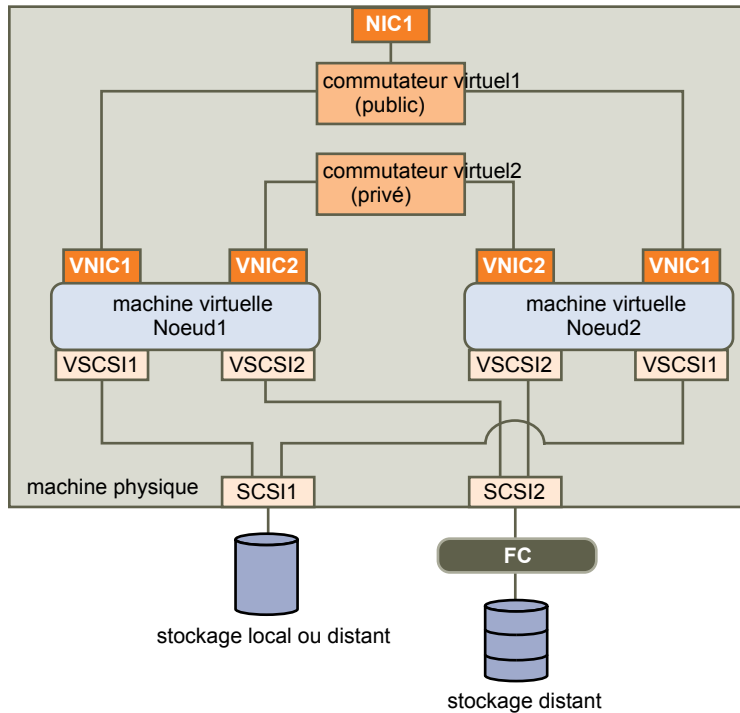 NIC1
commutateur virtuel1
(public)
commutateur virtuel2
(privé)
VNIC1
VNIC2
VNIC2
VNIC1
machine virtuelle
Noeud1
machine virtuelle
Noeud2
VSCSI1
VSCSI2
VSCSI2
VSCSI1
machine physique
SCSI1
SCSI2
FC
stockage local ou distant
stockage distant